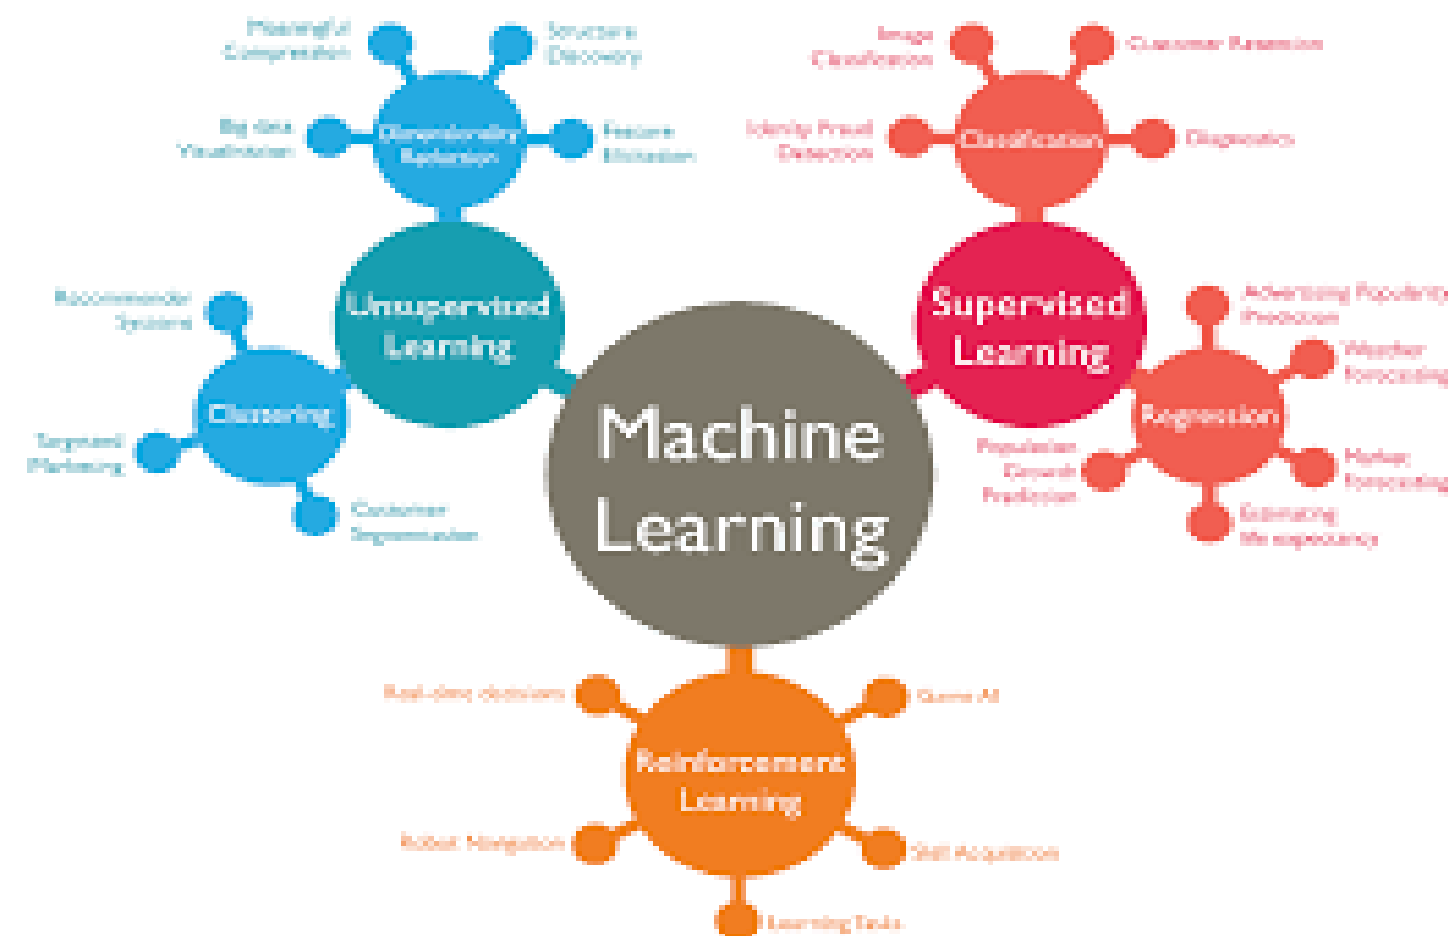 Meaningful
Compression
Structure
Discovery
Big data
Visualisation
Dimensionality
Feature
Elicitation
Image
Classification
Customer Retention
Identity Fraud
Detection
Classification
Diagnostics
Unsupervised
Learning
Supervised
Learning
Recommender
Systems
Clustering
Targeted
Marketing
Customer
Segmentation
Machine
Learning
Advertising Popularity
Prediction
Weather
Forecasting
Regression
Population
Growth
Prediction
Market
Forecasting
Estimating
life expectancy
Real-time decisions
Game AI
Reinforcement
Learning
Robot Navigation
Skill Acquisition
Learning Tasks